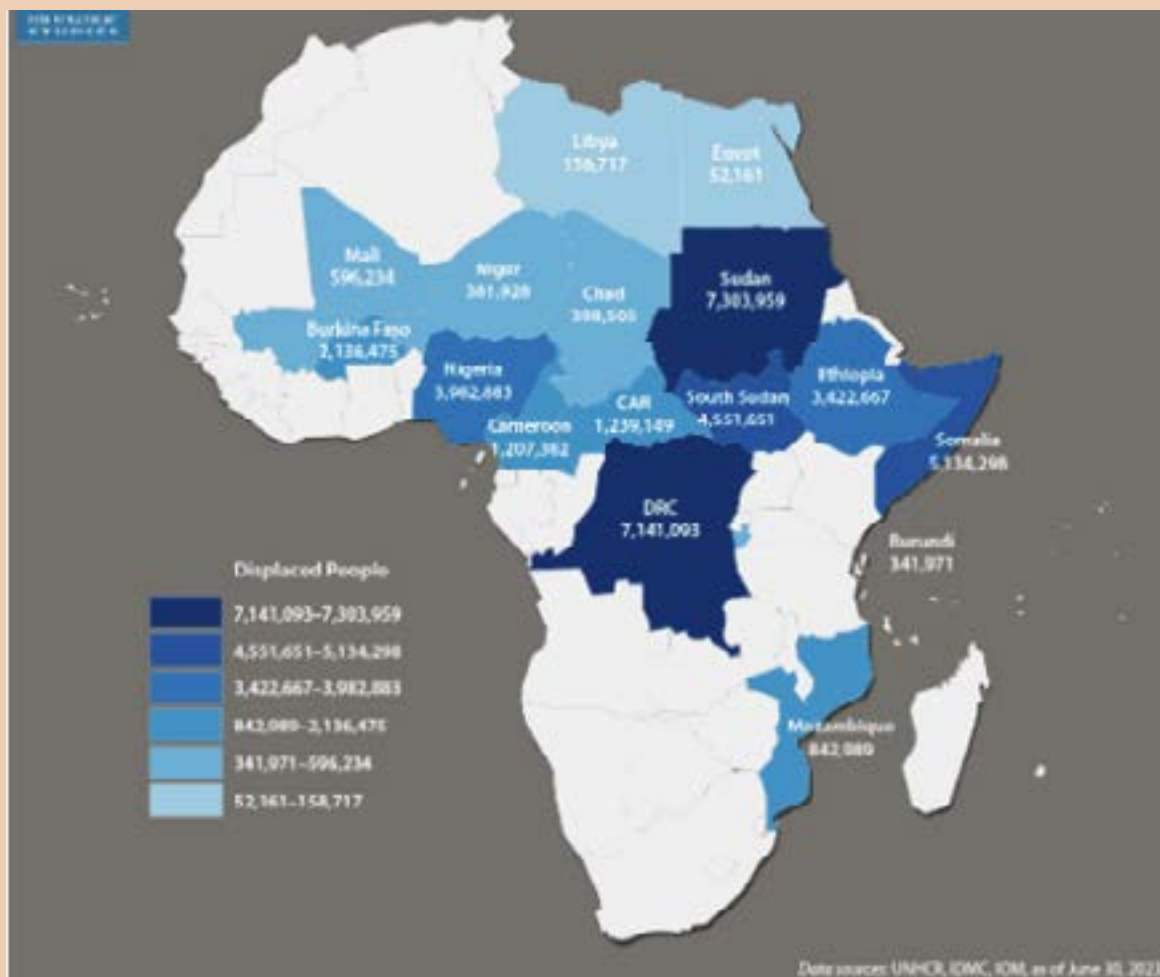 Libya
158,717
Egypt
52,161
Mali
596,234
Niger
Chad
Sudan
7,303,959
Burkina Faso
2,136,475
Nigeria
3,982,883
CAR
1,239,149
South Sudan
4,551,651
Ethiopia
3,422,667
Cameroon
1,207,382
Somalia
5,134,298
DRC
7,141,093
Burundi
341,971
Displaced People
7,141,093–7,303,959
4,551,651–5,134,298
3,422,667–3,982,883
842,989–2,136,475
341,971–596,234
52,161–158,717
Mozambique
842,989
Data sources: UNHCR, IDMC, IOM, as of June 30,